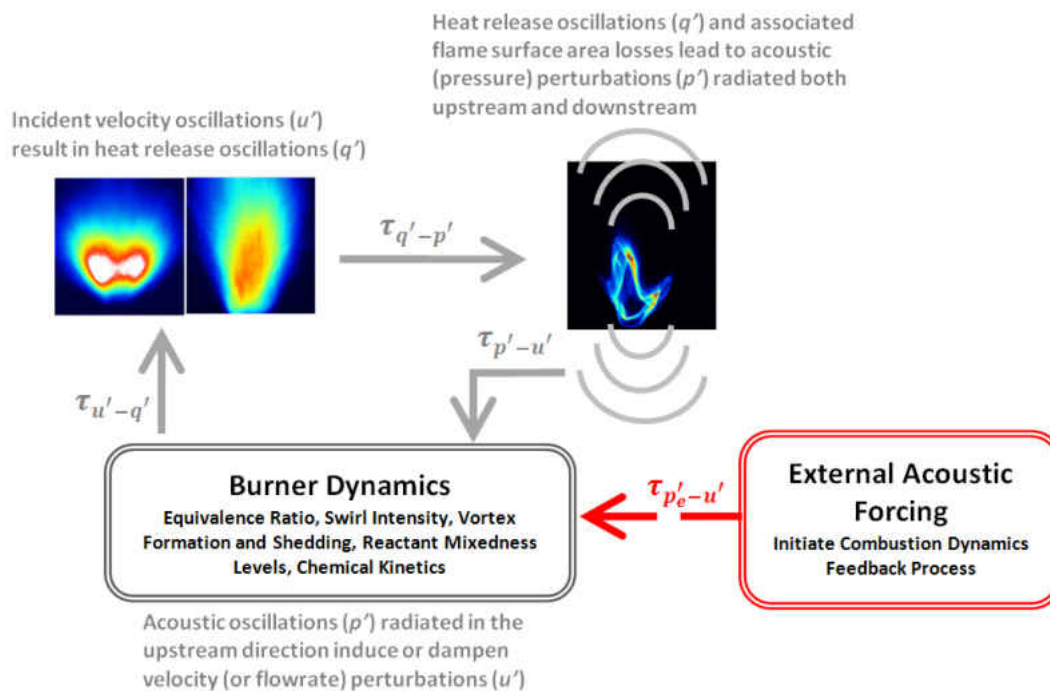 Heat release oscillations (q′) and associated
flame surface area losses lead to acoustic
(pressure) perturbations (p′) radiated both
upstream and downstream
Incident velocity oscillations (u′)
result in heat release oscillations (q′)
τq′−p′
τp′−u′
τu′−q′
Burner Dynamics
Equivalence Ratio, Swirl Intensity, Vortex
Formation and Shedding, Reactant Mixedness
Levels, Chemical Kinetics
τp′e−u′
External Acoustic
Forcing
Initiate Combustion Dynamics
Feedback Process
Acoustic oscillations (p′) radiated in the
upstream direction induce or dampen
velocity (or flowrate) perturbations (u′)